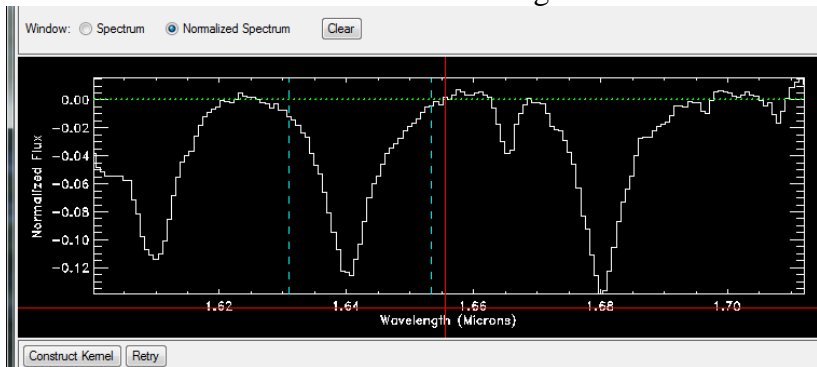 Window: Spectrum Normalized Spectrum Clear
0.00
-0.02
-0.04
-0.06
-0.08
-0.10
-0.12
Normalized Flux
1.62 1.64 1.66 1.68 1.70
Wavelength (Microns)
Construct Kernel Retry